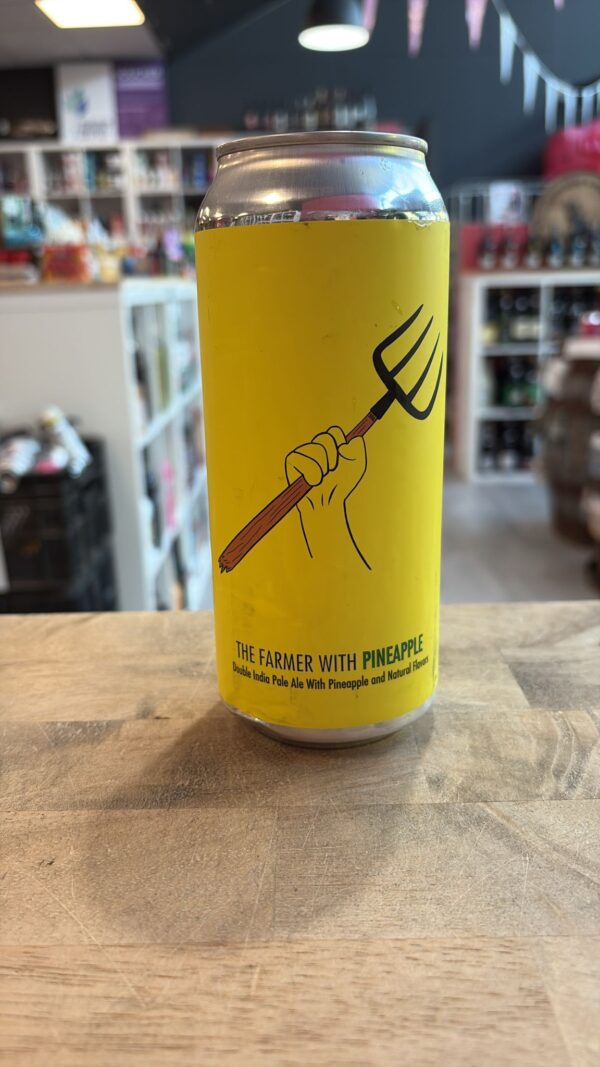 THE FARMER WITH PINEAPPLE
Double India Pale Ale With Pineapple and Natural Flavors